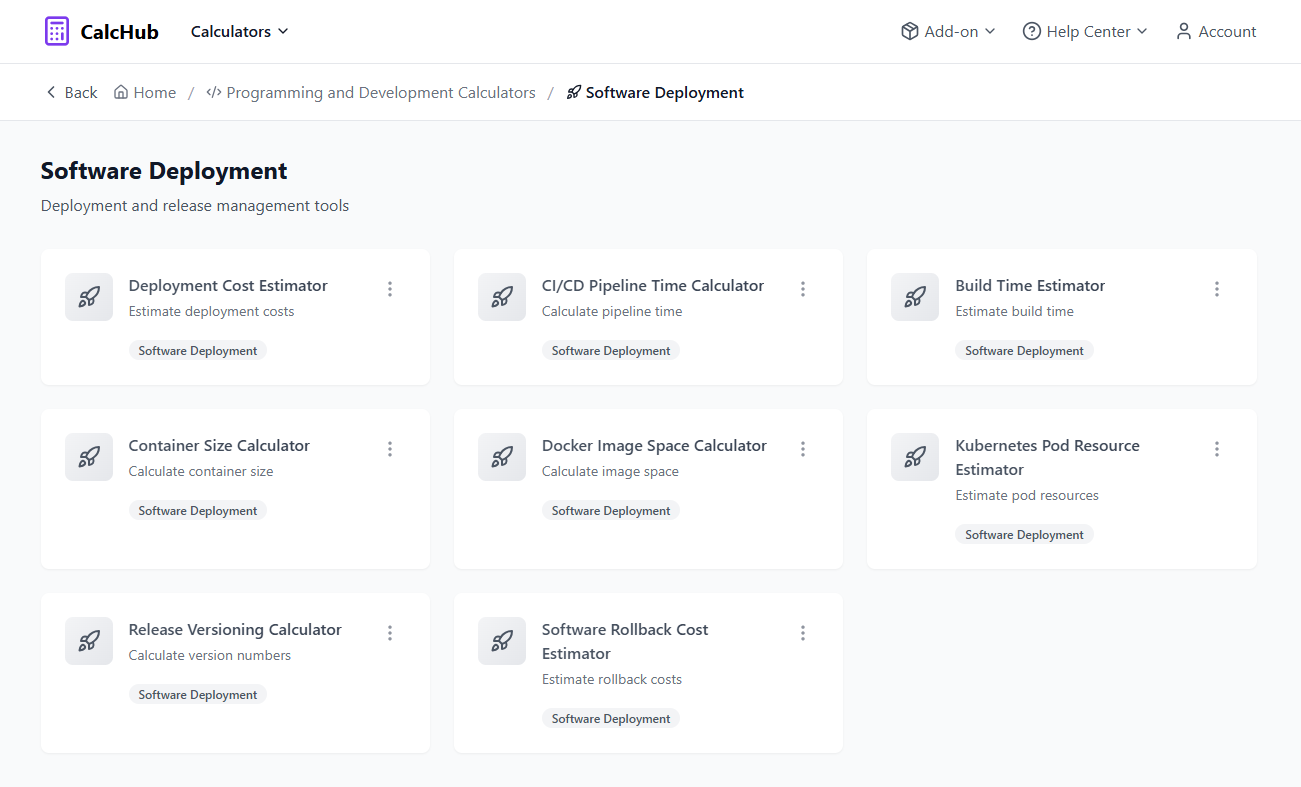 CalcHub Calculators Add-on Help Center Account
Back Home / Programming and Development Calculators / Software Deployment
Software Deployment
Deployment and release management tools
Deployment Cost Estimator
Estimate deployment costs
Software Deployment
CI/CD Pipeline Time Calculator
Calculate pipeline time
Software Deployment
Build Time Estimator
Estimate build time
Software Deployment
Container Size Calculator
Calculate container size
Software Deployment
Docker Image Space Calculator
Calculate image space
Software Deployment
Kubernetes Pod Resource
Estimator
Estimate pod resources
Software Deployment
Release Versioning Calculator
Calculate version numbers
Software Deployment
Software Rollback Cost
Estimator
Estimate rollback costs
Software Deployment